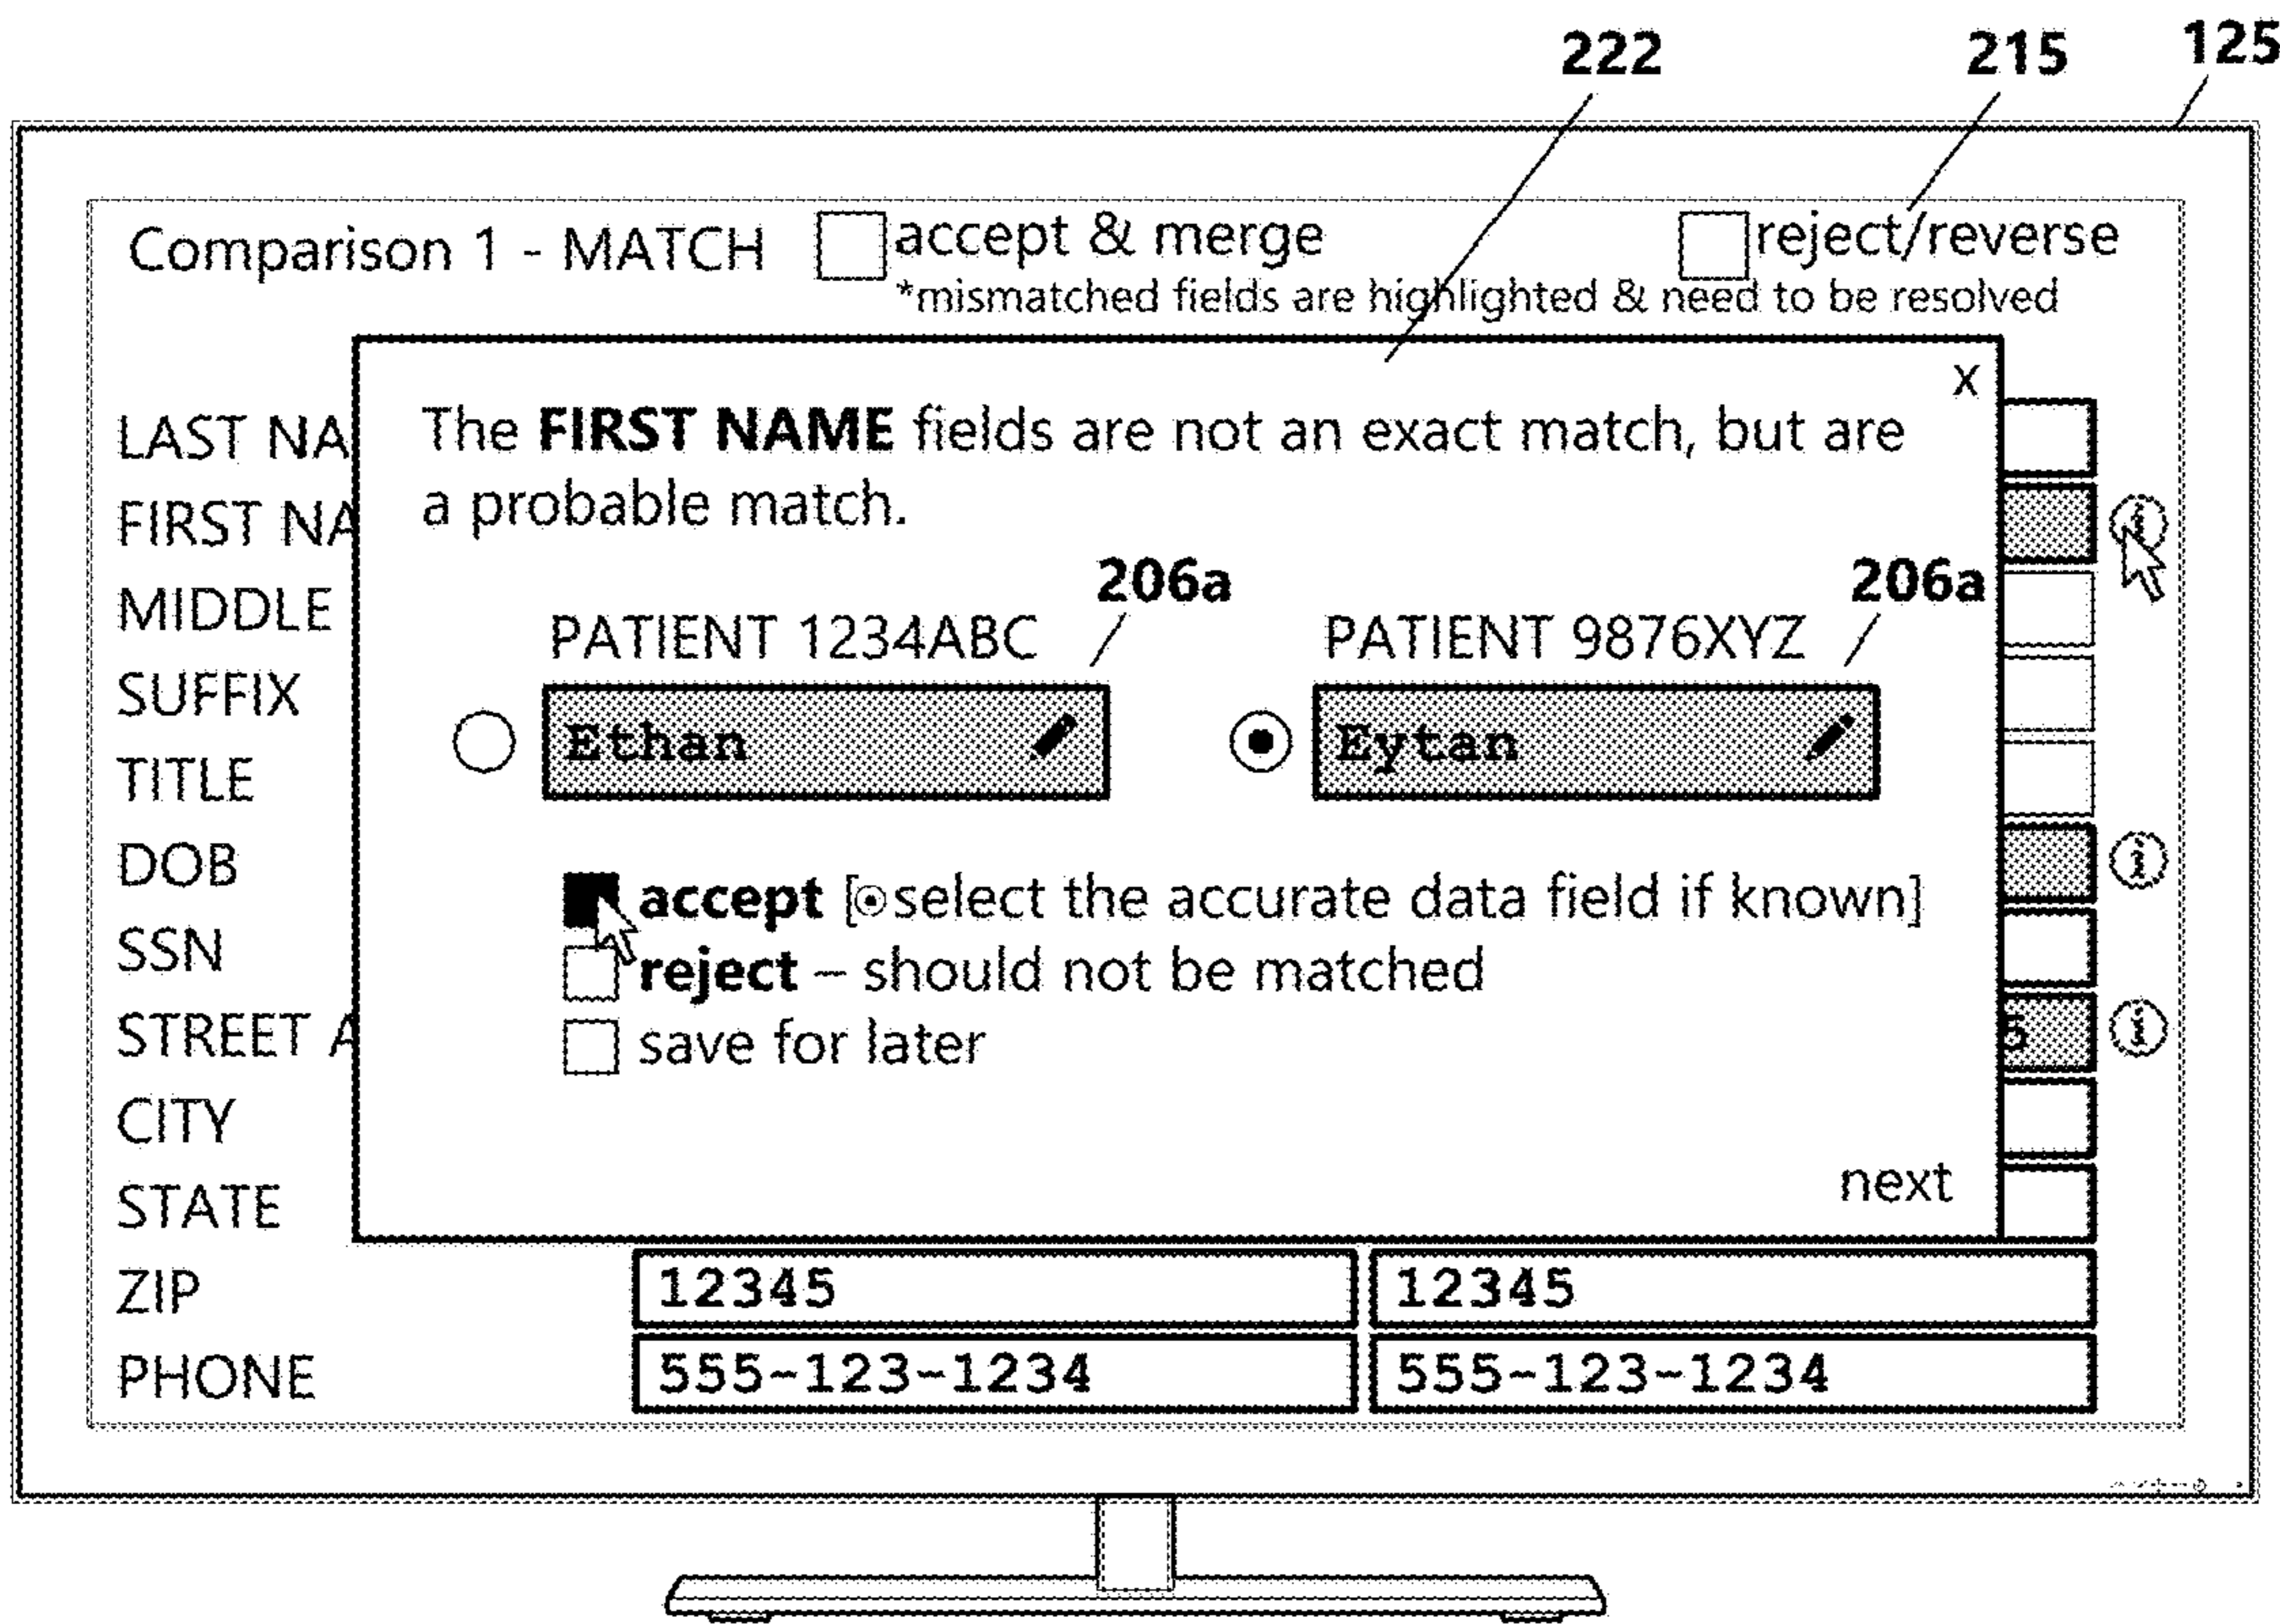 222 215 125
Comparison 1 - MATCH accept & merge reject/reverse
*mismatched fields are highlighted & need to be resolved
x
The FIRST NAME fields are not an exact match, but are
a probable match.
LAST NA
FIRST NA
MIDDLE
SUFFIX
TITLE
DOB
SSN
STREET A
CITY
STATE
206a 206a
PATIENT 1234ABC PATIENT 9876XYZ
Ethan Eytan
accept [select the accurate data field if known]
reject – should not be matched
save for later
next
i
i
5 i
ZIP 12345 12345
PHONE 555-123-1234 555-123-1234